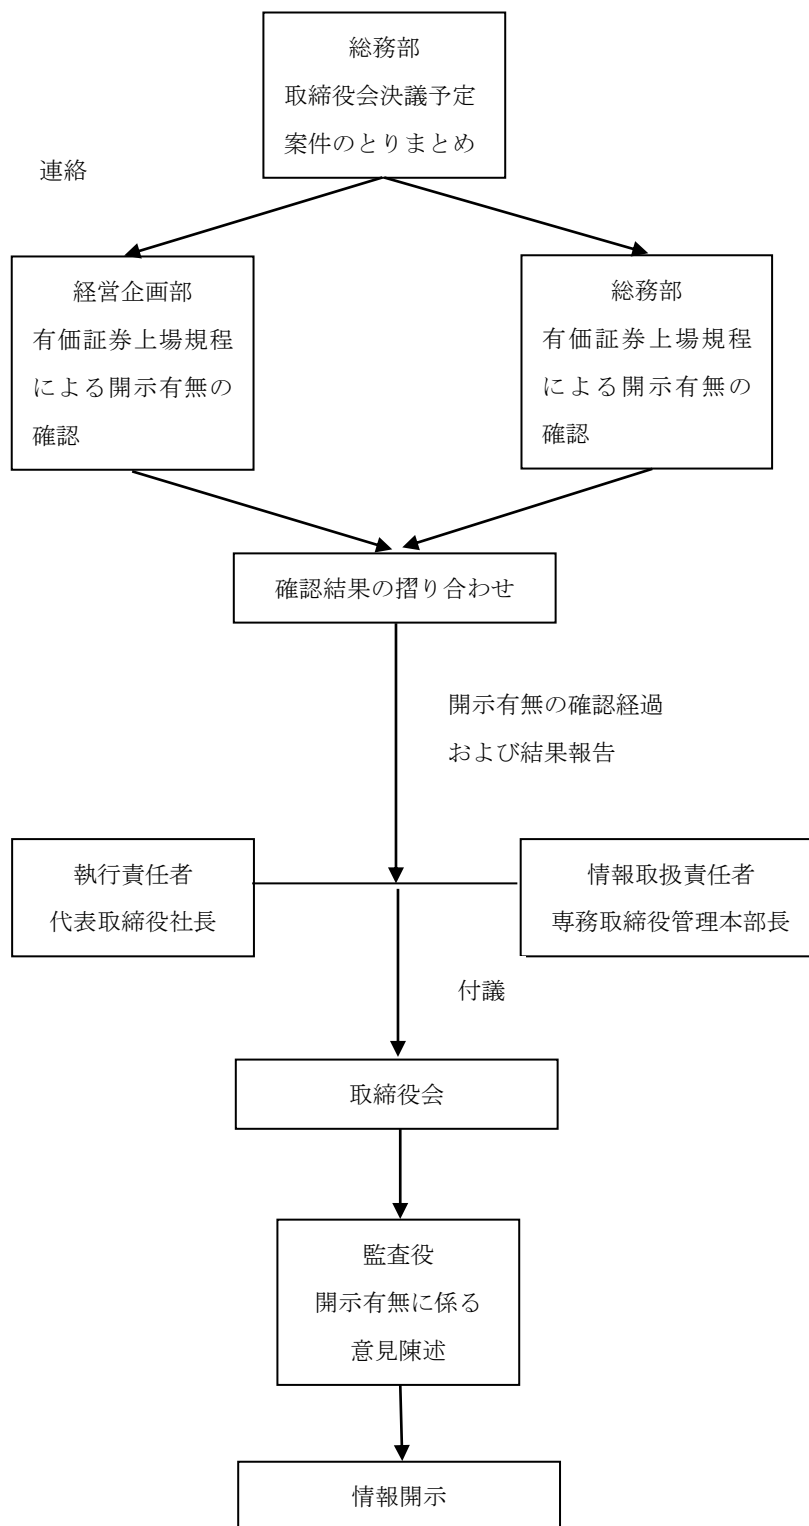 総務部
取締役会決議予定
案件のとりまとめ
連絡
経営企画部
有価証券上場規程
による開示有無の
確認
総務部
有価証券上場規程
による開示有無の
確認
確認結果の摺り合わせ
開示有無の確認経過
および結果報告
執行責任者
代表取締役社長
情報取扱責任者
専務取締役管理本部長
付議
取締役会
監査役
開示有無に係る
意見陳述
情報開示